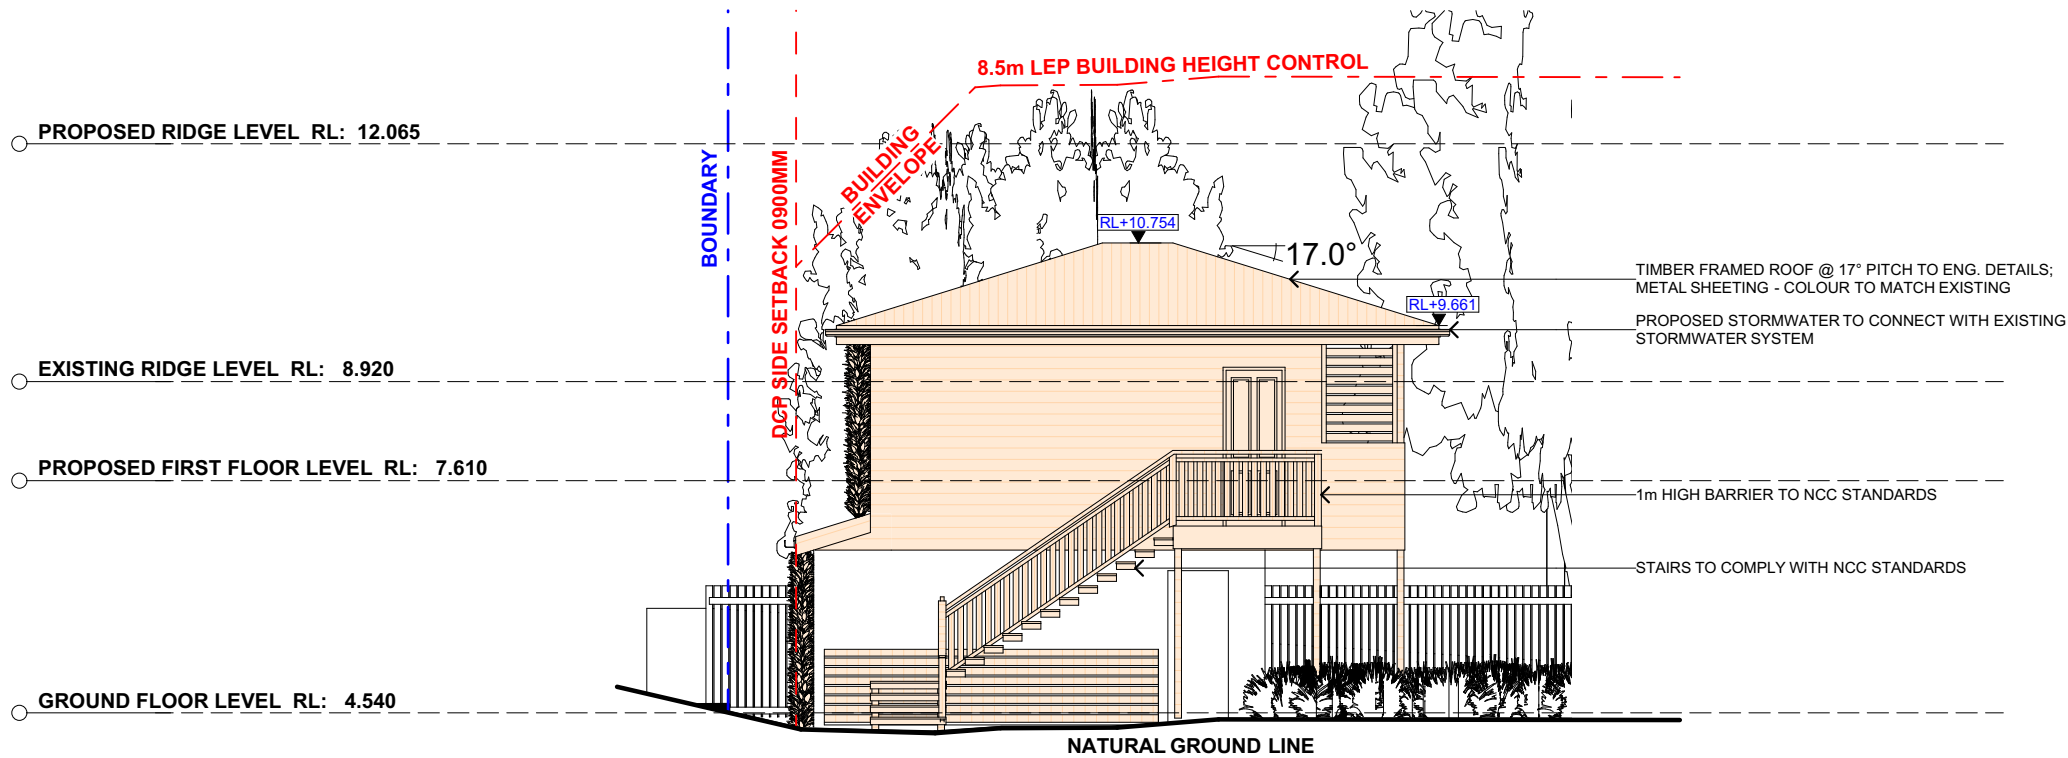 8.5m LEP BUILDING HEIGHT CONTROL
PROPOSED RIDGE LEVEL RL: 12.065
BOUNDARY
DCP SIDE SETBACK 0900MM
BUILDING
ENVELOPE
RL+10.754
17.0°
TIMBER FRAMED ROOF @ 17° PITCH TO ENG. DETAILS;
METAL SHEETING - COLOUR TO MATCH EXISTING
RL+9.661
PROPOSED STORMWATER TO CONNECT WITH EXISTING
STORMWATER SYSTEM
EXISTING RIDGE LEVEL RL: 8.920
PROPOSED FIRST FLOOR LEVEL RL: 7.610
1m HIGH BARRIER TO NCC STANDARDS
STAIRS TO COMPLY WITH NCC STANDARDS
GROUND FLOOR LEVEL RL: 4.540
NATURAL GROUND LINE